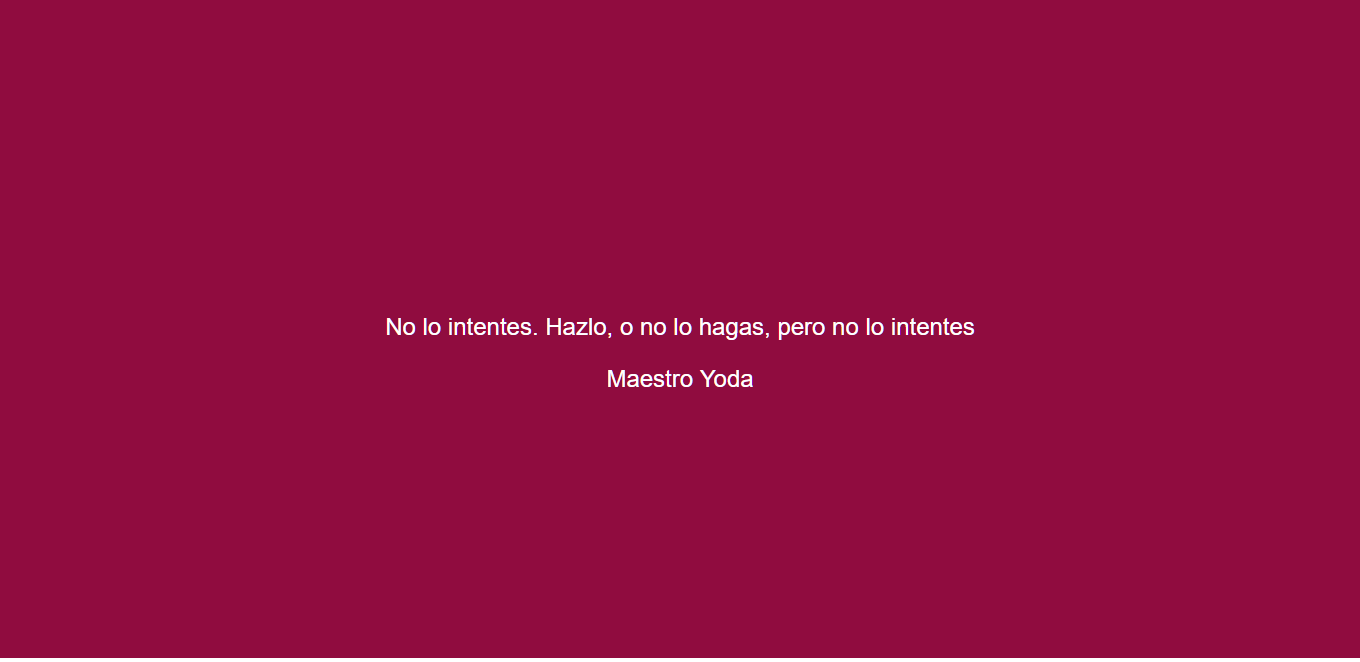 No lo intentes. Hazlo, o no lo hagas, pero no lo intentes
Maestro Yoda